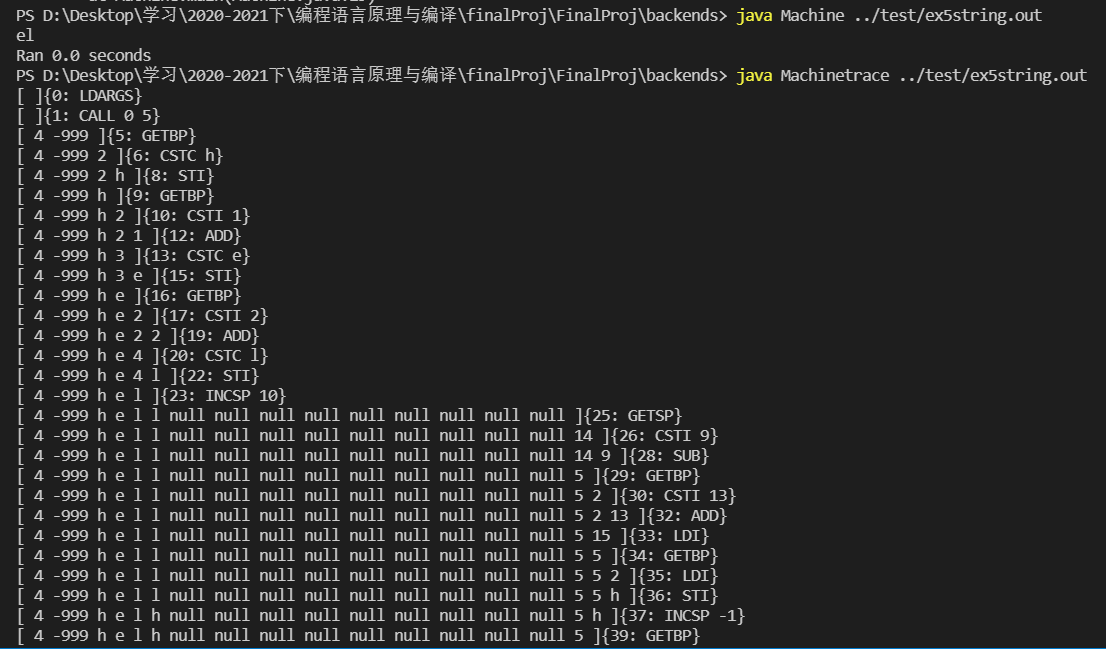 PS D:\Desktop\学习\2020-2021下\编程语言原理与编译\finalProj\FinalProj\backends> java Machine ../test/ex5string.out
el
Ran 0.0 seconds
PS D:\Desktop\学习\2020-2021下\编程语言原理与编译\finalProj\FinalProj\backends> java Machinetrace ../test/ex5string.out
[ ]{0: LDARGS}
[ ]{1: CALL 0 5}
[ 4 -999 ]{5: GETBP}
[ 4 -999 2 ]{6: CSTC h}
[ 4 -999 2 h ]{8: STI}
[ 4 -999 h ]{9: GETBP}
[ 4 -999 h 2 ]{10: CSTI 1}
[ 4 -999 h 2 1 ]{12: ADD}
[ 4 -999 h 3 ]{13: CSTC e}
[ 4 -999 h 3 e ]{15: STI}
[ 4 -999 h e ]{16: GETBP}
[ 4 -999 h e 2 ]{17: CSTI 2}
[ 4 -999 h e 2 2 ]{19: ADD}
[ 4 -999 h e 4 ]{20: CSTC l}
[ 4 -999 h e 4 l ]{22: STI}
[ 4 -999 h e l ]{23: INCSP 10}
[ 4 -999 h e l l null null null null null null null null null ]{25: GETSP}
[ 4 -999 h e l l null null null null null null null null null 14 ]{26: CSTI 9}
[ 4 -999 h e l l null null null null null null null null null 14 9 ]{28: SUB}
[ 4 -999 h e l l null null null null null null null null null 5 ]{29: GETBP}
[ 4 -999 h e l l null null null null null null null null null 5 2 ]{30: CSTI 13}
[ 4 -999 h e l l null null null null null null null null null 5 2 13 ]{32: ADD}
[ 4 -999 h e l l null null null null null null null null null 5 15 ]{33: LDI}
[ 4 -999 h e l l null null null null null null null null null 5 5 ]{34: GETBP}
[ 4 -999 h e l l null null null null null null null null null 5 5 2 ]{35: LDI}
[ 4 -999 h e l l null null null null null null null null null 5 5 h ]{36: STI}
[ 4 -999 h e l h null null null null null null null null null 5 h ]{37: INCSP -1}
[ 4 -999 h e l h null null null null null null null null null 5 ]{39: GETBP}